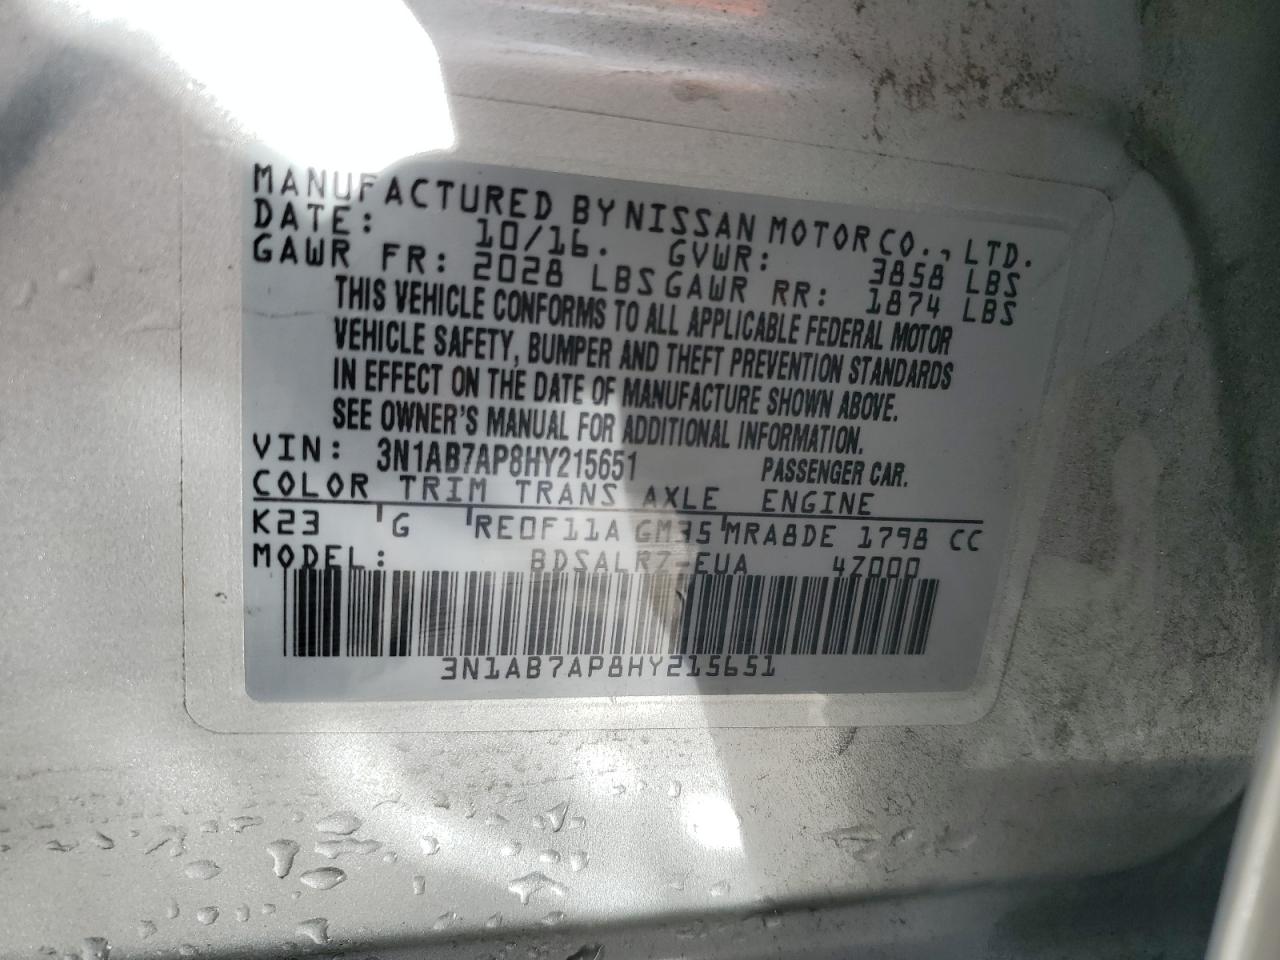 MANUFACTURED BY NISSAN MOTOR CO., LTD.
DATE: 10/16. GVWR: 3858 LBS
GAWR FR: 2028 LBS GAWR RR: 1874 LBS
THIS VEHICLE CONFORMS TO ALL APPLICABLE FEDERAL MOTOR
VEHICLE SAFETY, BUMPER AND THEFT PREVENTION STANDARDS
IN EFFECT ON THE DATE OF MANUFACTURE SHOWN ABOVE.
SEE OWNER'S MANUAL FOR ADDITIONAL INFORMATION.
VIN: 3N1AB7AP8HY215651 PASSENGER CAR.
COLOR TRIM TRANS AXLE ENGINE
K23 G RE0F11A GM35 MRA8DE 1798 CC
MODEL: BDSALRZ-EUA 4Z000
3N1AB7AP8HY215651